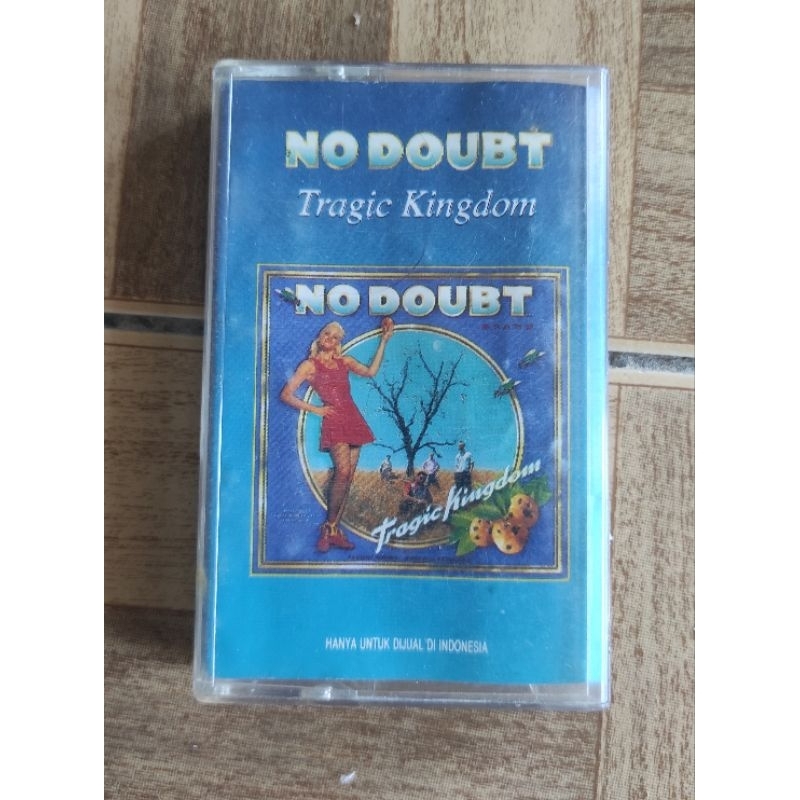 NO DOUBT
Tragic Kingdom
NO DOUBT
Tragic Kingdom
HANYA UNTUK DIJUAL DI INDONESIA